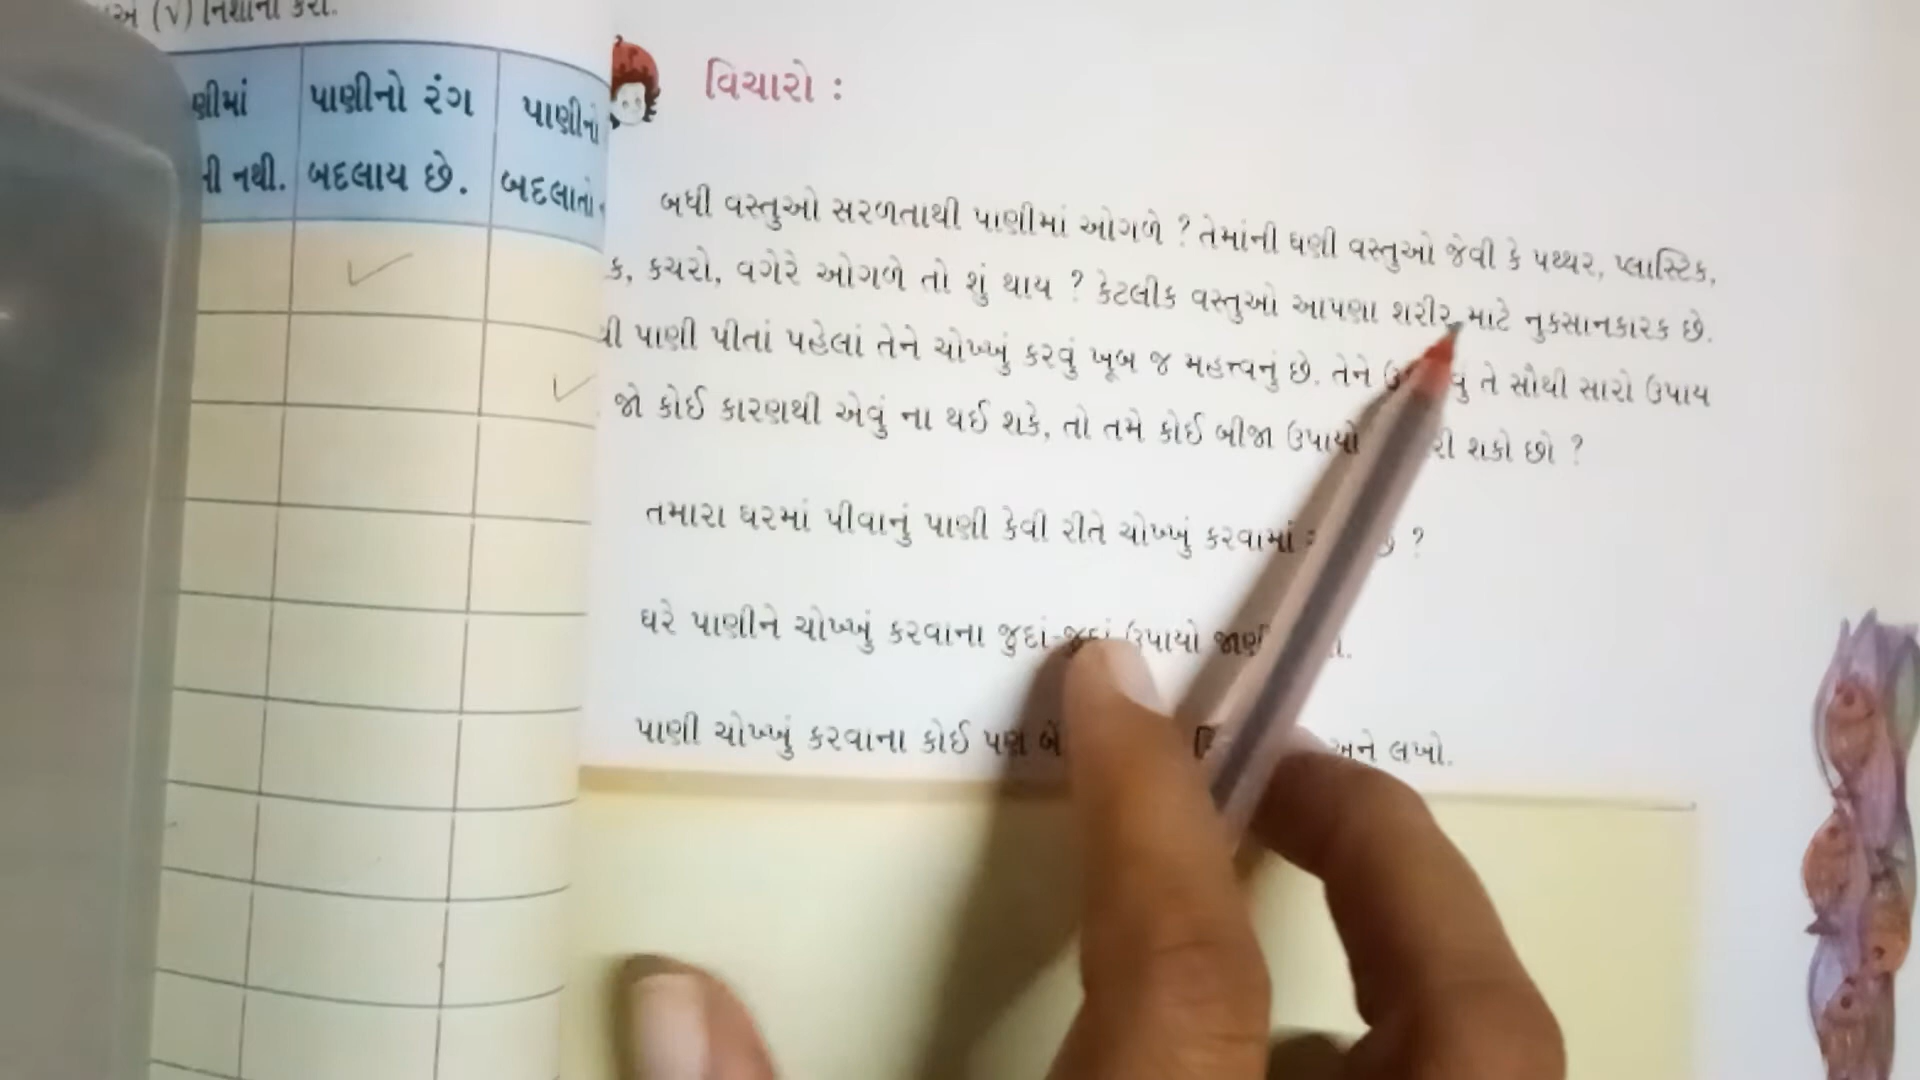 (√) નિશાની કરો.
પાણીનો રંગ
નથી. બદલાય છે.
વિચારો :
બધી વસ્તુઓ સરળતાથી પાણીમાં ઓગળે ? તેમાંની ઘણી વસ્તુઓ જેવી કે પથ્થર, પ્લાસ્ટિક,
કચરો, વગેરે ઓગળે તો શું થાય ? કેટલીક વસ્તુઓ આપણા શરીર માટે નુકસાનકારક છે.
પાણી પીતાં પહેલાં તેને ચોખ્ખું કરવું ખૂબ જ મહત્ત્વનું છે. તેને તે સૌથી સારો ઉપાય
જો કોઈ કારણથી એવું ના થઈ શકે, તો તમે કોઈ બીજા ઉપાયો શકો છો ?
તમારા ઘરમાં પીવાનું પાણી કેવી રીતે ચોખ્ખું કરવામાં ?
ઘરે પાણીને ચોખ્ખું કરવાના જુદાં-જુદાં ઉપાયો
પાણી ચોખ્ખું કરવાના કોઈ પણ બે અને લખો.